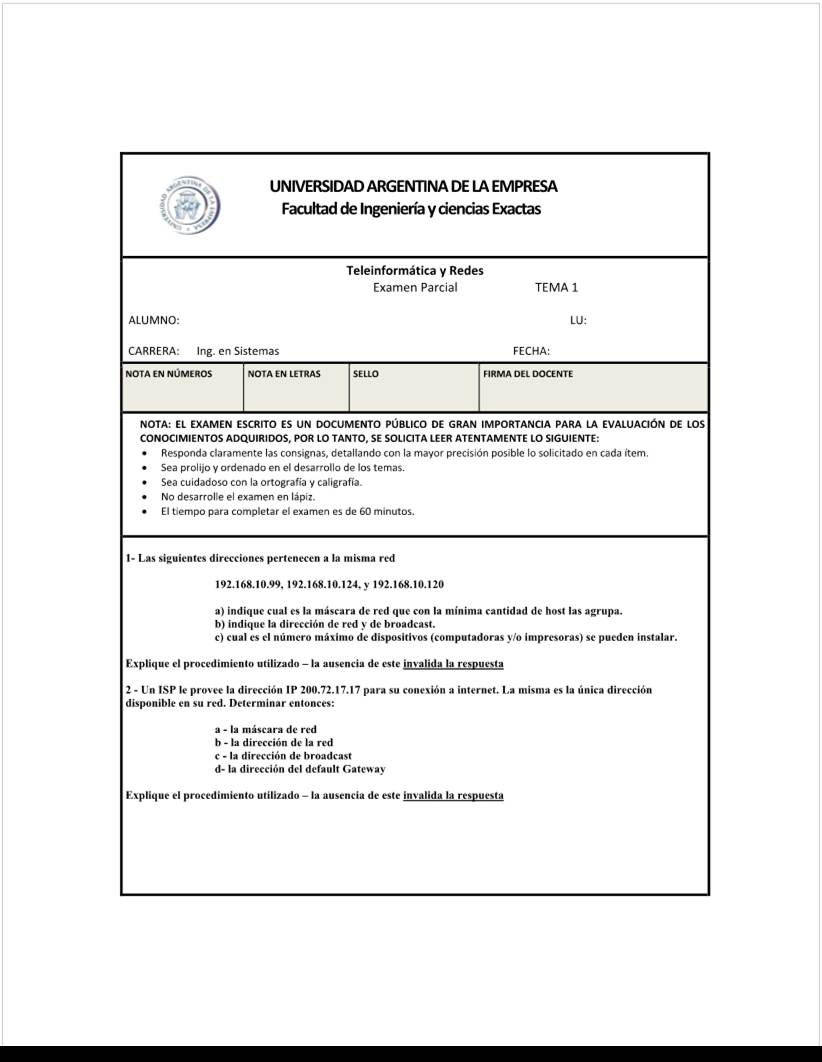 UNIVERSIDAD ARGENTINA DE LA EMPRESA
Facultad de Ingeniería y ciencias Exactas
Teleinformática y Redes
Examen Parcial TEMA 1
ALUMNO: LU:
CARRERA: Ing. en Sistemas FECHA:
NOTA EN NÚMEROS NOTA EN LETRAS SELLO FIRMA DEL DOCENTE
NOTA: EL EXAMEN ESCRITO ES UN DOCUMENTO PÚBLICO DE GRAN IMPORTANCIA PARA LA EVALUACIÓN DE LOS
CONOCIMIENTOS ADQUIRIDOS, POR LO TANTO, SE SOLICITA LEER ATENTAMENTE LO SIGUIENTE:
• Responda claramente las consignas, detallando con la mayor precisión posible lo solicitado en cada ítem.
• Sea prolijo y ordenado en el desarrollo de los temas.
• Sea cuidadoso con la ortografía y caligrafía.
• No desarrolle el examen en lápiz.
• El tiempo para completar el examen es de 60 minutos.
1- Las siguientes direcciones pertenecen a la misma red
192.168.10.99, 192.168.10.124, y 192.168.10.120
a) indique cual es la máscara de red que con la mínima cantidad de host las agrupa.
b) indique la dirección de red y de broadcast.
c) cual es el número máximo de dispositivos (computadoras y/o impresoras) se pueden instalar.
Explique el procedimiento utilizado – la ausencia de este invalida la respuesta
2 - Un ISP le provee la dirección IP 200.72.17.17 para su conexión a internet. La misma es la única dirección
disponible en su red. Determinar entonces:
a - la máscara de red
b - la dirección de la red
c - la dirección de broadcast
d- la dirección del default Gateway
Explique el procedimiento utilizado – la ausencia de este invalida la respuesta